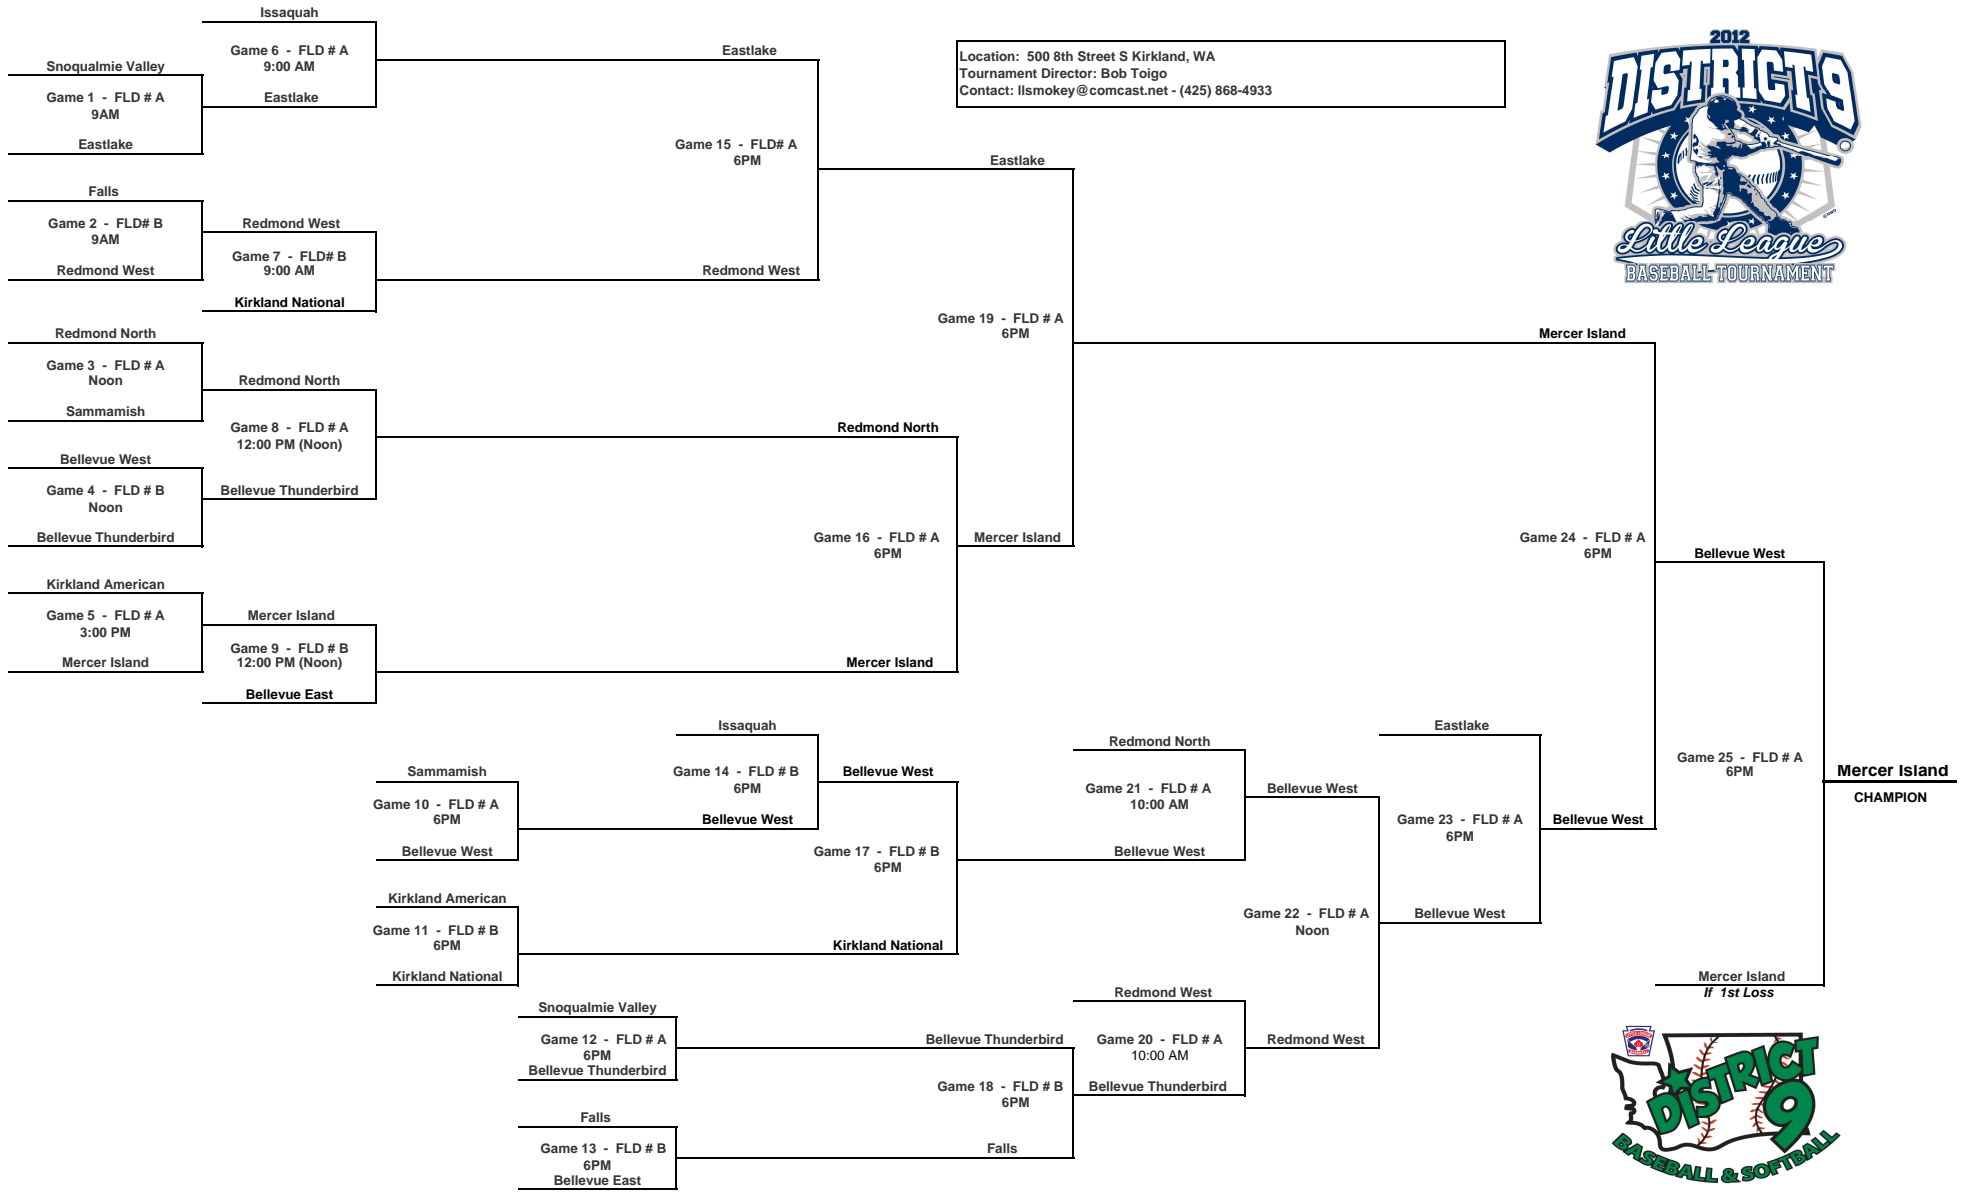 Issaquah
Game 6 - FLD # A
9:00 AM
Eastlake
Snoqualmie Valley
Game 1 - FLD # A
9AM
Eastlake
Eastlake
Location: 500 8th Street S Kirkland, WA
Tournament Director: Bob Toigo
Contact: llsmokey@comcast.net - (425) 868-4933
2012
DISTRICT 9
Little League
BASEBALL TOURNAMENT
Game 15 - FLD# A
6PM
Eastlake
Falls
Game 2 - FLD# B
9AM
Redmond West
Redmond West
Game 7 - FLD# B
9:00 AM
Kirkland National
Redmond West
Game 19 - FLD # A
6PM
Mercer Island
Redmond North
Game 3 - FLD # A
Noon
Sammamish
Redmond North
Game 8 - FLD # A
12:00 PM (Noon)
Bellevue Thunderbird
Redmond North
Bellevue West
Game 4 - FLD # B
Noon
Bellevue Thunderbird
Game 16 - FLD # A
6PM
Mercer Island
Game 24 - FLD # A
6PM
Bellevue West
Kirkland American
Game 5 - FLD # A
3:00 PM
Mercer Island
Mercer Island
Game 9 - FLD # B
12:00 PM (Noon)
Bellevue East
Mercer Island
Issaquah
Game 14 - FLD # B
6PM
Bellevue West
Bellevue West
Sammamish
Game 10 - FLD # A
6PM
Bellevue West
Game 17 - FLD # B
6PM
Redmond North
Game 21 - FLD # A
10:00 AM
Bellevue West
Bellevue West
Eastlake
Game 23 - FLD # A
6PM
Bellevue West
Bellevue West
Game 25 - FLD # A
6PM
Mercer Island
CHAMPION
Kirkland American
Game 11 - FLD # B
6PM
Kirkland National
Kirkland National
Game 22 - FLD # A
Noon
Mercer Island
If 1st Loss
Snoqualmie Valley
Game 12 - FLD # A
6PM
Bellevue Thunderbird
Bellevue Thunderbird
Redmond West
Game 20 - FLD # A
10:00 AM
Bellevue Thunderbird
Redmond West
Game 18 - FLD # B
6PM
Falls
Game 13 - FLD # B
6PM
Bellevue East
Falls
DISTRICT
9
BASEBALL & SOFTBALL